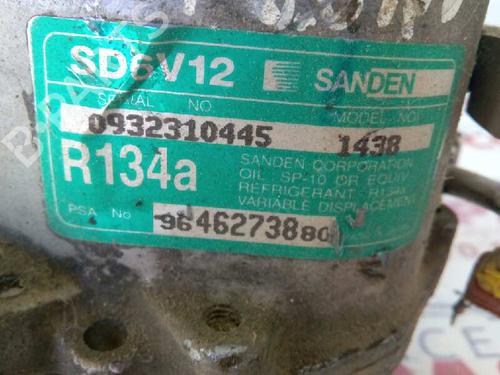 SD6V12 SANDEN
SERIAL NO. MODEL NO.
0932310445 1438
R134a
SANDEN CORPORATION
OIL SP-10 OR EQUIV.
REFRIGERANT R134A
VARIABLE DISPLACEMENT
PSA No 9646273880